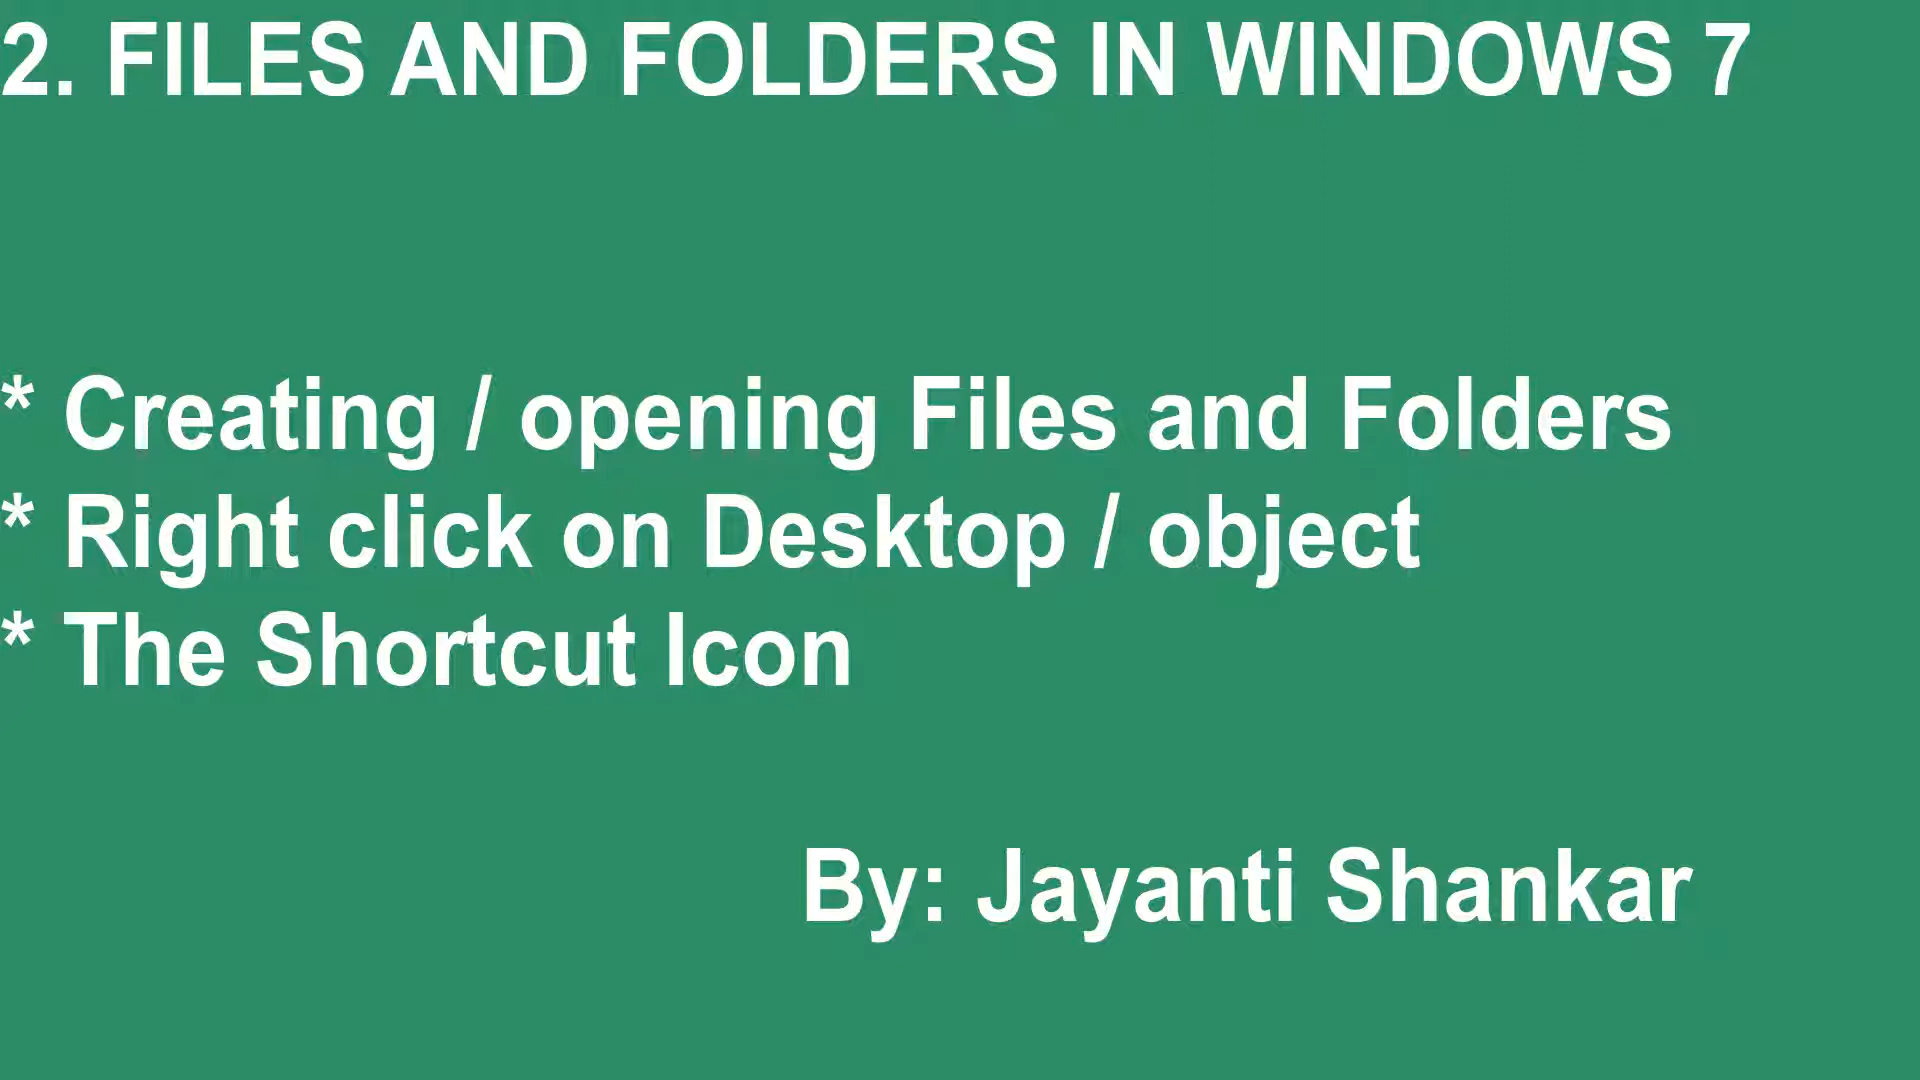 2. FILES AND FOLDERS IN WINDOWS 7
* Creating / opening Files and Folders
* Right click on Desktop / object
* The Shortcut Icon
By: Jayanti Shankar